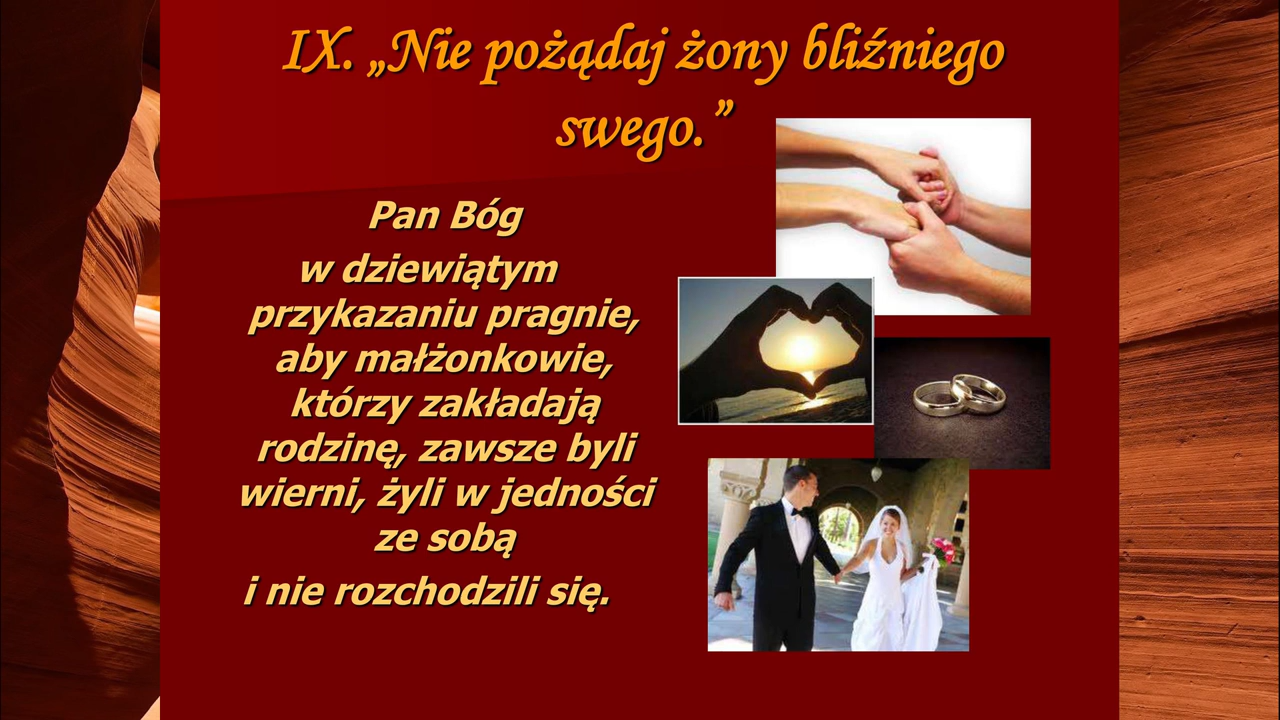 IX. „Nie pożądaj żony bliźniego
swego.”
Pan Bóg
w dziewiątym
przykazaniu pragnie,
aby małżonkowie,
którzy zakładają
rodzinę, zawsze byli
wierni, żyli w jedności
ze sobą
i nie rozchodzili się.